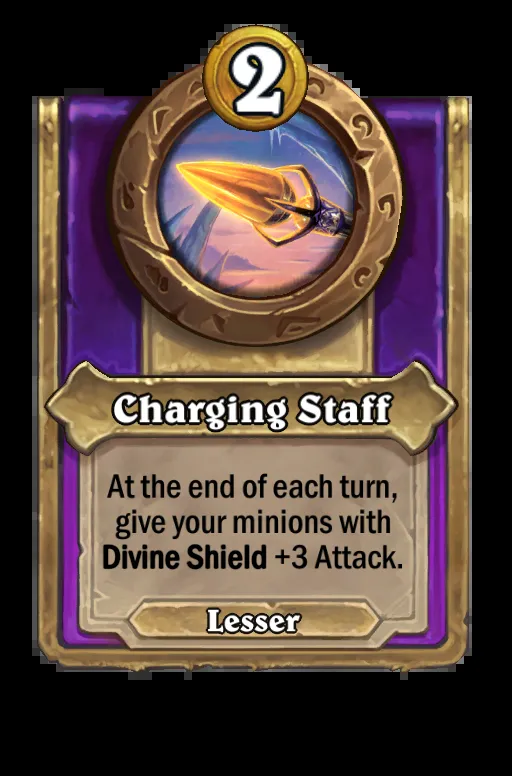 2
Charging Staff
At the end of each turn,
give your minions with
Divine Shield +3 Attack.
Lesser